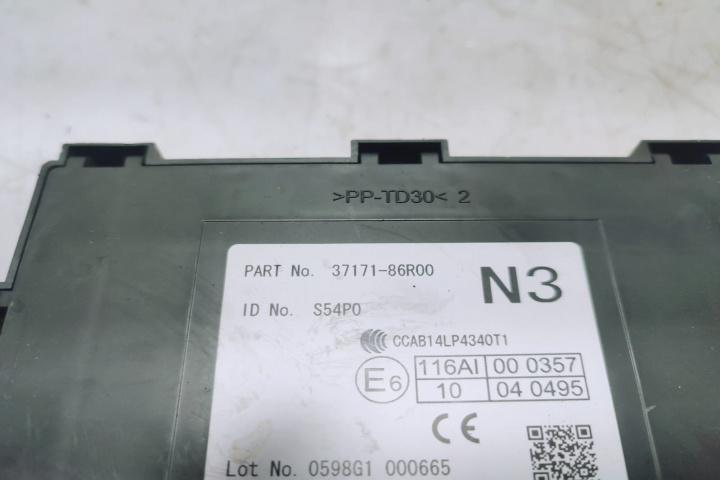 >PP-TD30< 2
PART No. 37171-86R00 N3
ID No. S54P0
CCAB14LP4340T1
E6 116AI 00 0357
10 04 0495
CE
Lot No. 0598G1 000665